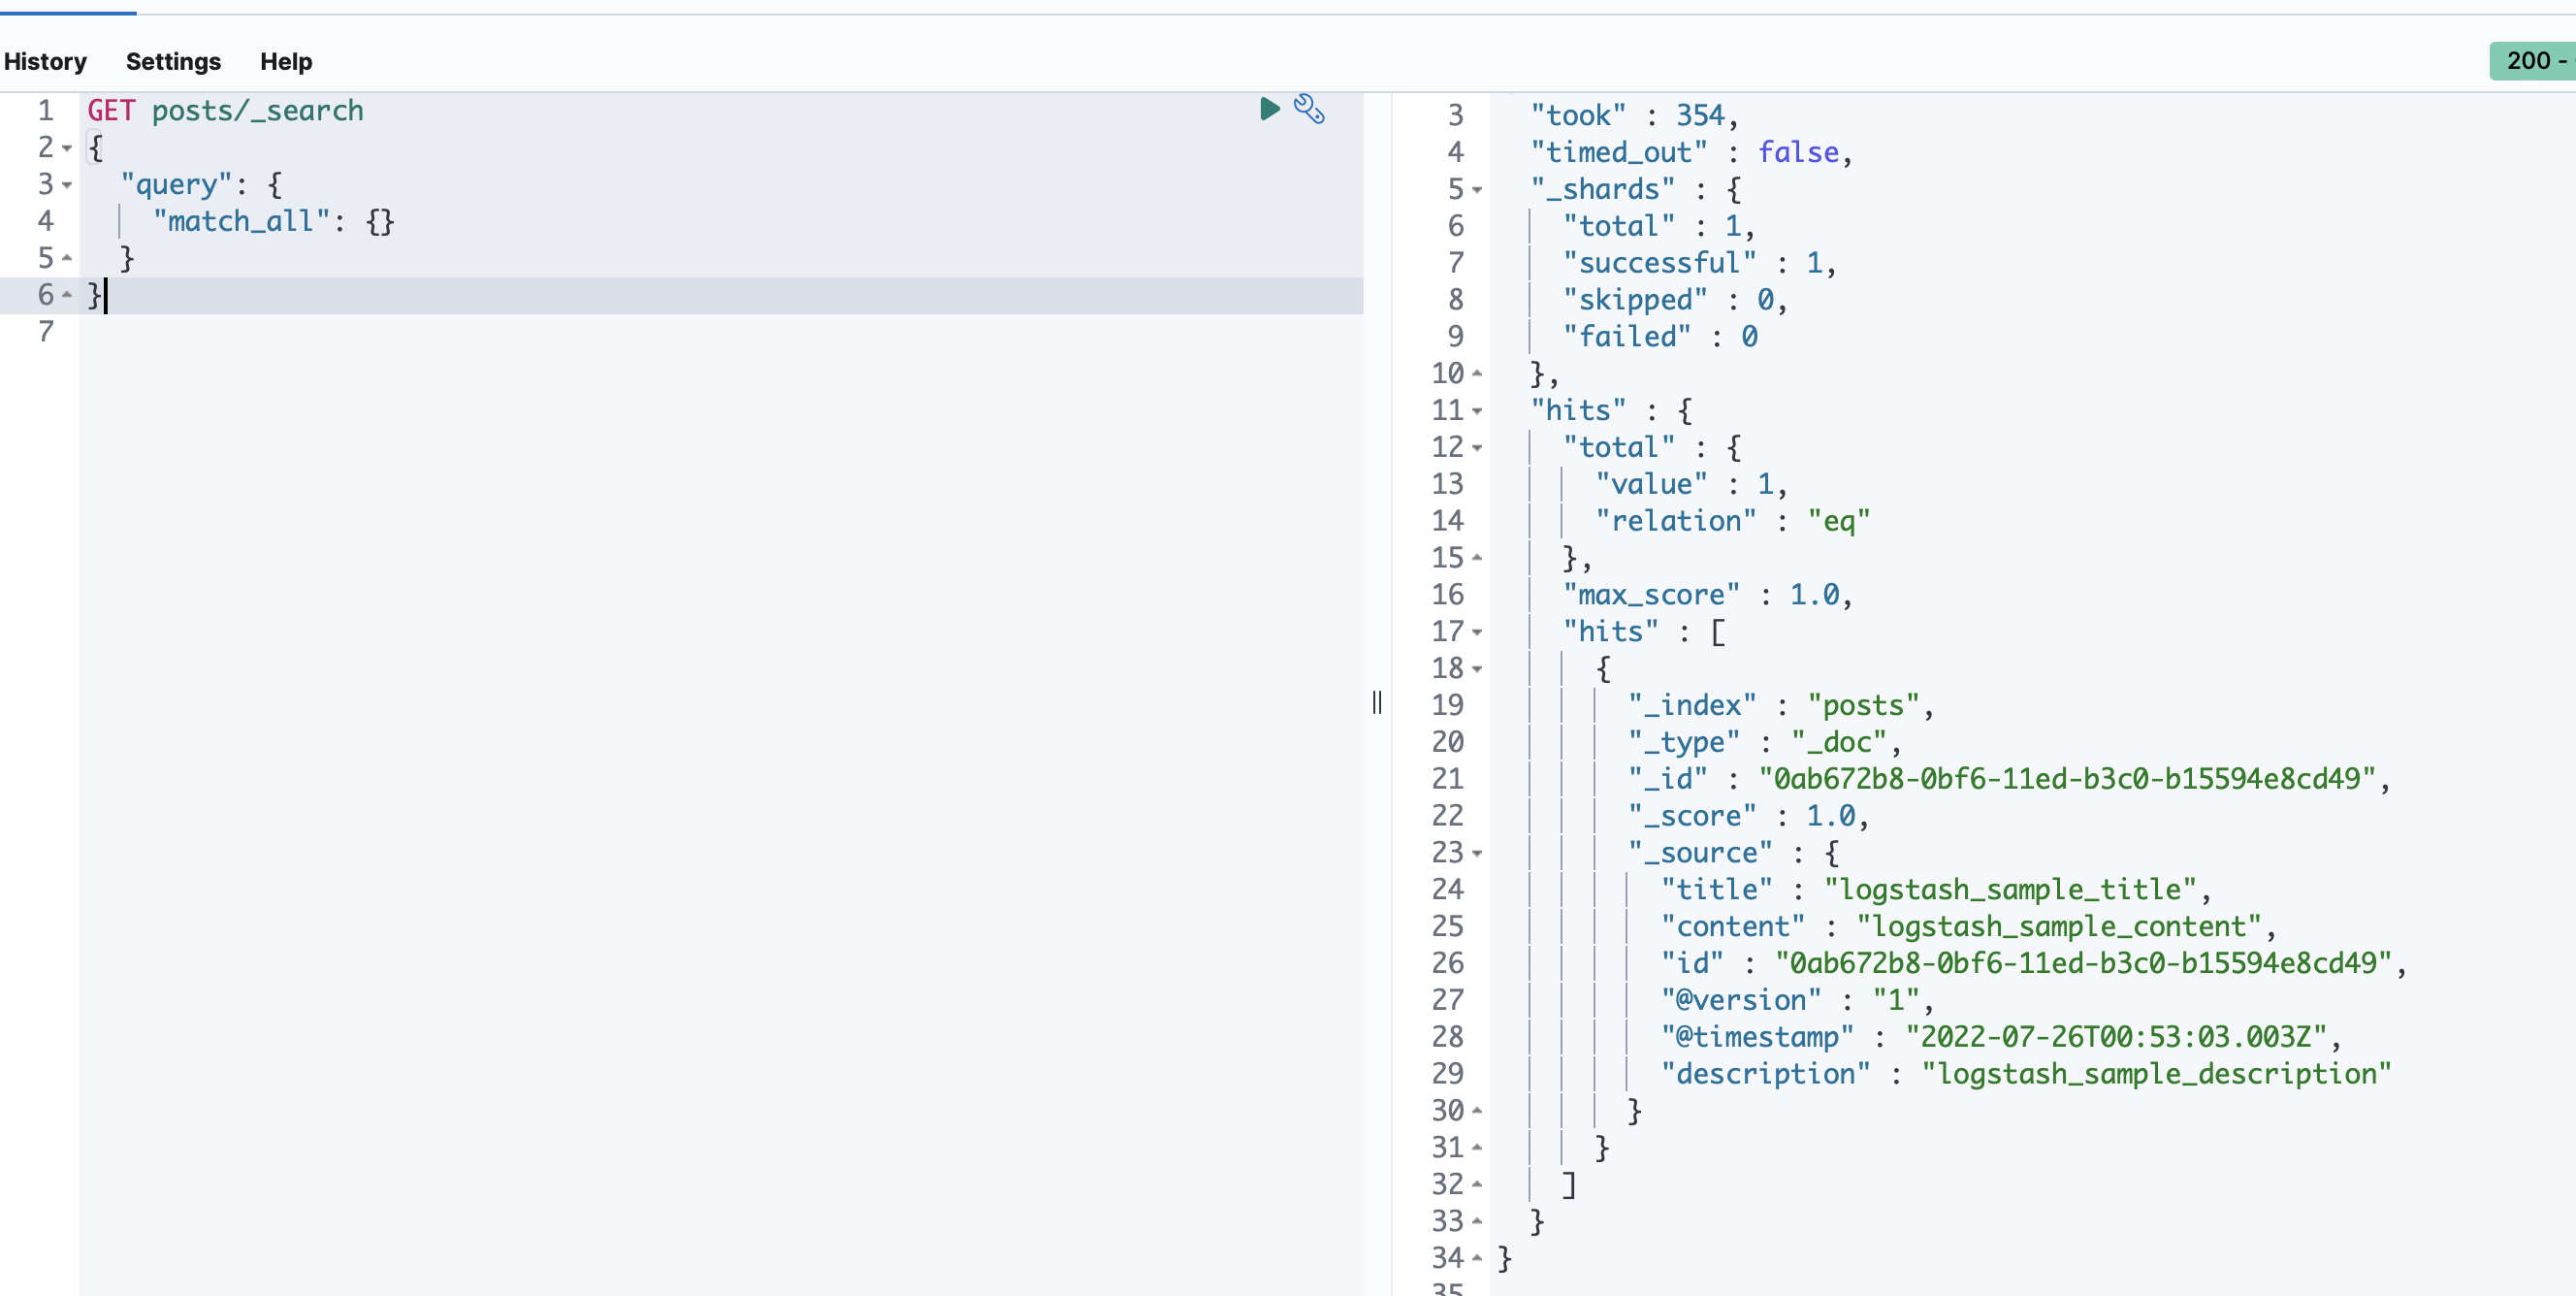 History Settings Help
200 -
1 GET posts/_search
2 {
3 "query": {
4 "match_all": {}
5 }
6 }
7
3 "took" : 354,
4 "timed_out" : false,
5 "_shards" : {
6 "total" : 1,
7 "successful" : 1,
8 "skipped" : 0,
9 "failed" : 0
10 },
11 "hits" : {
12 "total" : {
13 "value" : 1,
14 "relation" : "eq"
15 },
16 "max_score" : 1.0,
17 "hits" : [
18 {
19 "_index" : "posts",
20 "_type" : "_doc",
21 "_id" : "0ab672b8-0bf6-11ed-b3c0-b15594e8cd49",
22 "_score" : 1.0,
23 "_source" : {
24 "title" : "logstash_sample_title",
25 "content" : "logstash_sample_content",
26 "id" : "0ab672b8-0bf6-11ed-b3c0-b15594e8cd49",
27 "@version" : "1",
28 "@timestamp" : "2022-07-26T00:53:03.003Z",
29 "description" : "logstash_sample_description"
30 }
31 }
32 ]
33 }
34 }
35